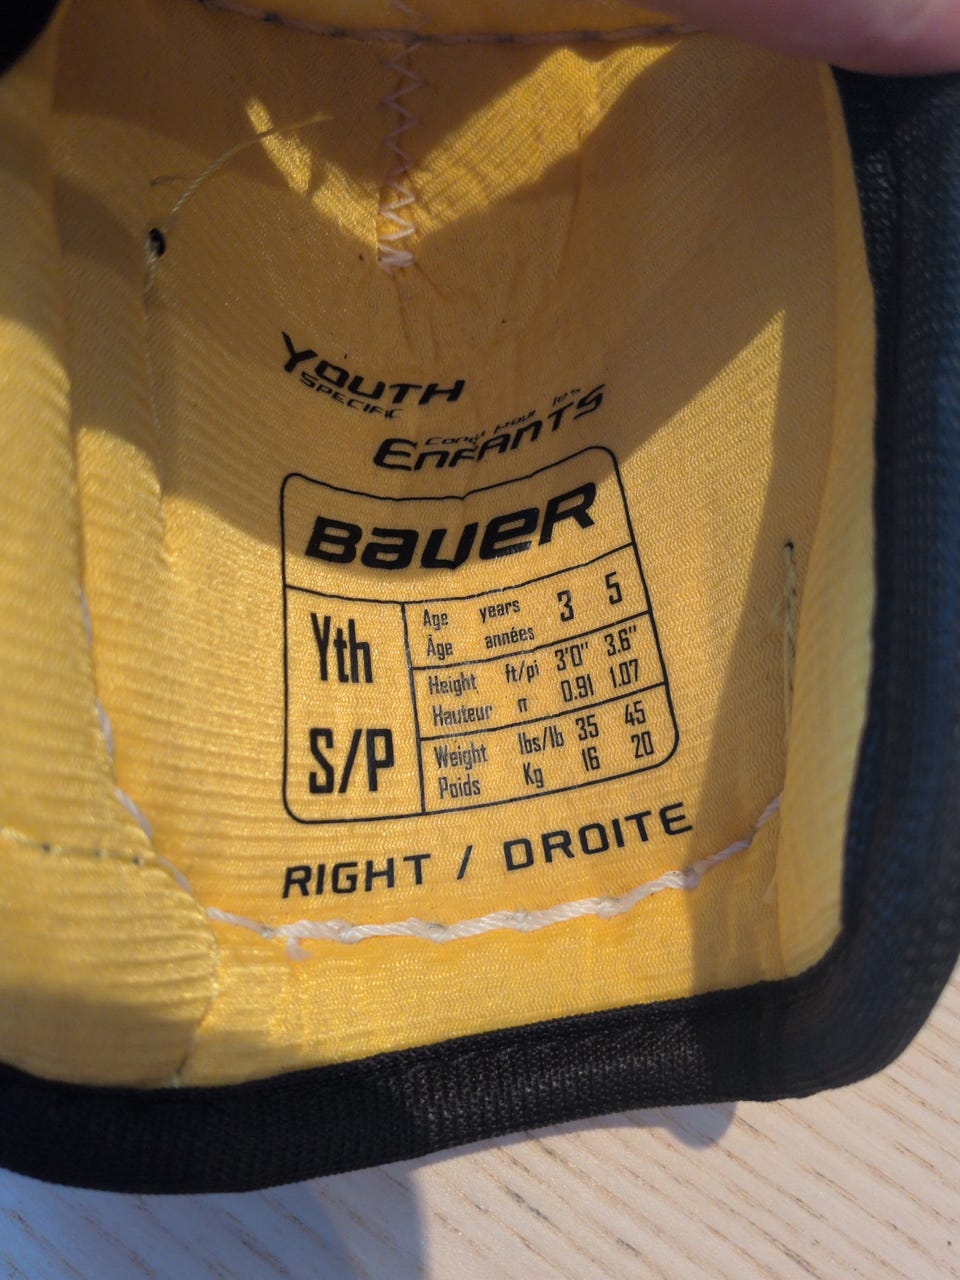 YOUTH
SPECIFIC
Conçu pour les
ENFANTS
BAUER
Yth
S/P
Age years 3 5
Âge années
Height ft/pi 3'0" 3.6"
Hauteur m 0.91 1.07
Weight lbs/lb 35 45
Poids Kg 16 20
RIGHT / DROITE